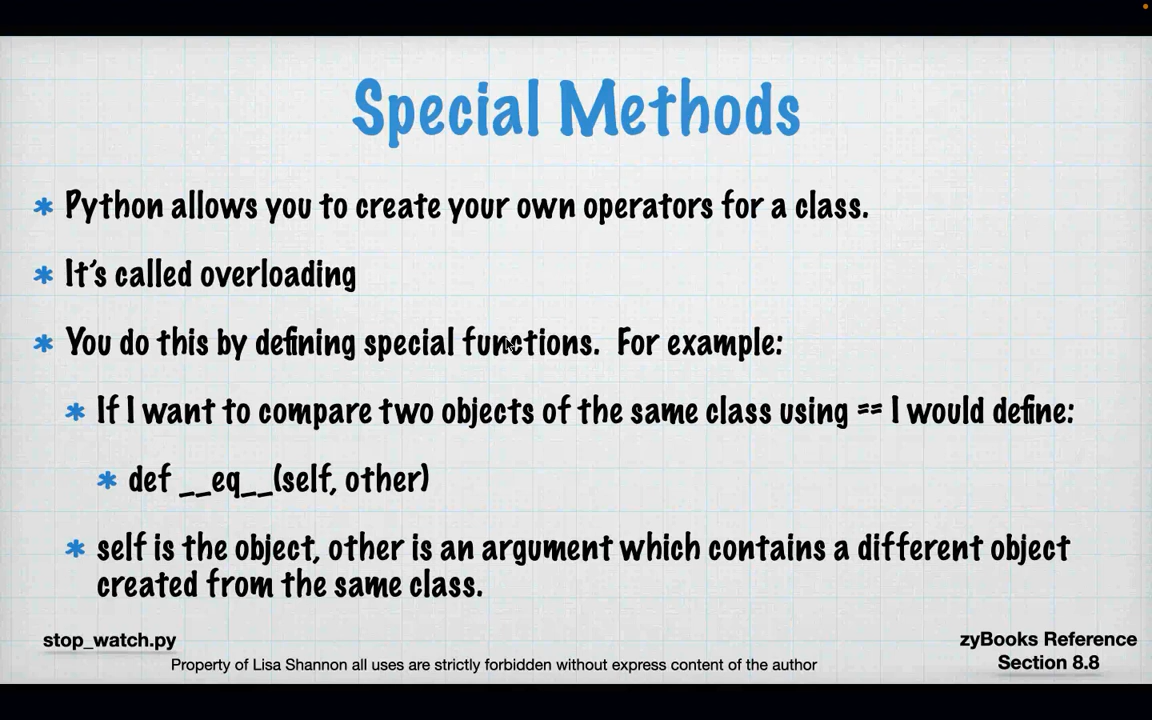 Special Methods
* Python allows you to create your own operators for a class.
* It's called overloading
* You do this by defining special functions.  For example:
* If I want to compare two objects of the same class using == I would define:
* def __eq__(self, other)
* self is the object, other is an argument which contains a different object
created from the same class.
stop_watch.py
zyBooks Reference
Section 8.8
Property of Lisa Shannon all uses are strictly forbidden without express content of the author